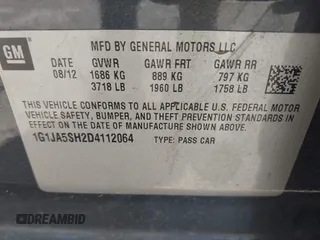 GM
MFD BY GENERAL MOTORS LLC
DATE GVWR GAWR FRT GAWR RR
08/12 1686 KG 889 KG 797 KG
3718 LB 1960 LB 1758 LB
THIS VEHICLE CONFORMS TO ALL APPLICABLE U.S. FEDERAL MOTOR
VEHICLE SAFETY, BUMPER, AND THEFT PREVENTION STANDARDS IN
EFFECT ON THE DATE OF MANUFACTURE SHOWN ABOVE.
1G1JA5SH2D4112064 TYPE: PASS CAR
AUTOBIDCAR